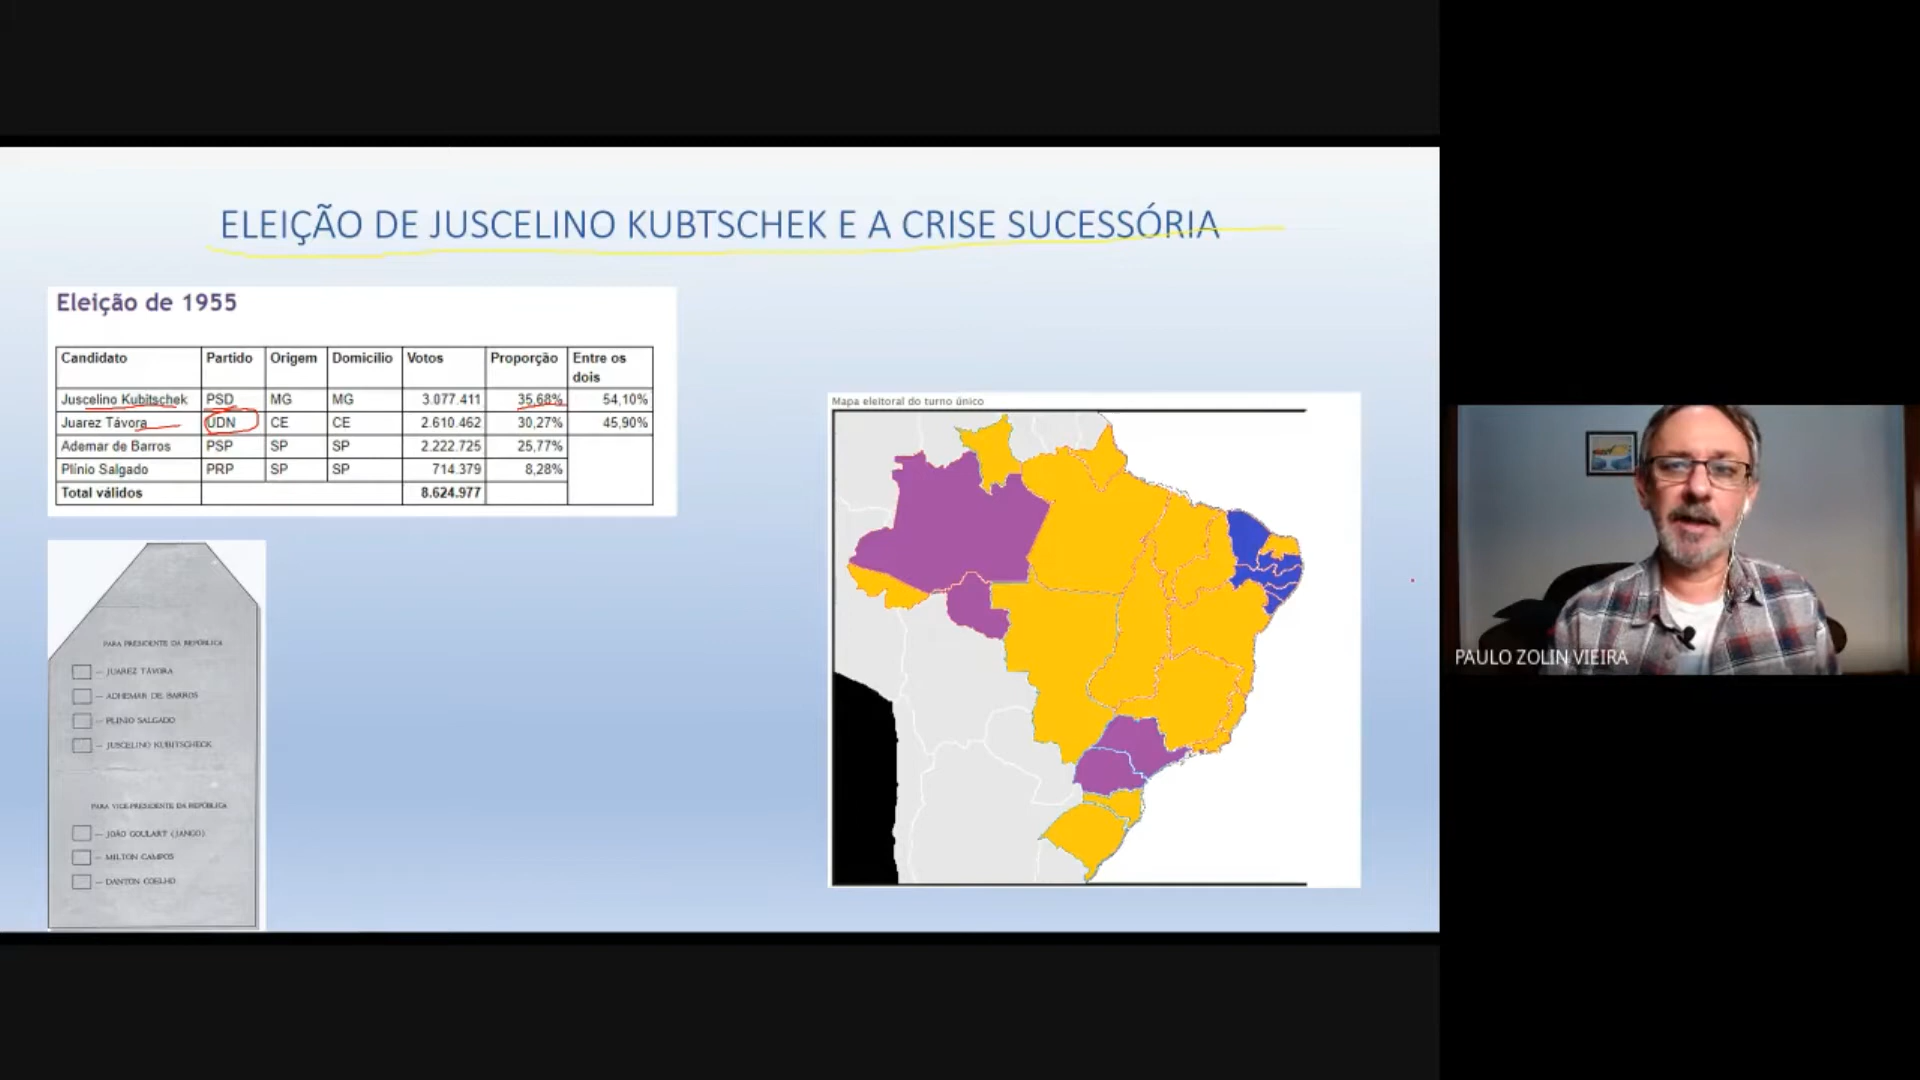 ELEIÇÃO DE JUSCELINO KUBTSCHEK E A CRISE SUCESSÓRIA
Eleição de 1955
Candidato Partido Origem Domicilio Votos Proporção Entre os dois
Juscelino Kubitschek PSD MG MG 3.077.411 35,68% 54,10%
Juarez Távora UDN CE CE 2.610.462 30,27% 45,90%
Ademar de Barros PSP SP SP 2.222.725 25,77%
Plínio Salgado PRP SP SP 714.379 8,28%
Total válidos 8.624.977
Mapa eleitoral do turno único
PARA PRESIDENTE DA REPÚBLICA
— JUAREZ TÁVORA
— ADHEMAR DE BARROS
— PLINIO SALGADO
— JUSCELINO KUBITSCHECK
PARA VICE-PRESIDENTE DA REPÚBLICA
— JOÃO GOULART (JANGO)
— MILTON CAMPOS
— DANTON COELHO
PAULO ZOLIN VIEIRA